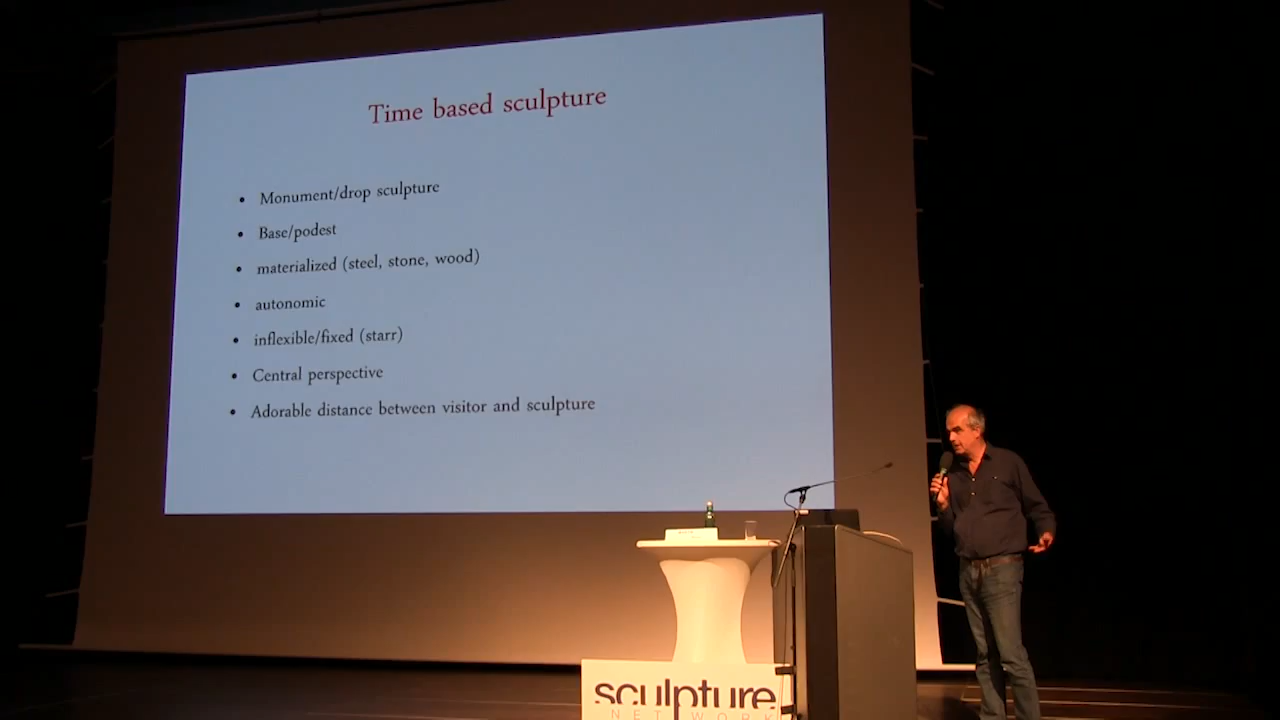 Time based sculpture
• Monument/drop sculpture
• Base/podest
• materialized (steel, stone, wood)
• autonomic
• inflexible/fixed (starr)
• Central perspective
• Adorable distance between visitor and sculpture
sculpture
NETWORK